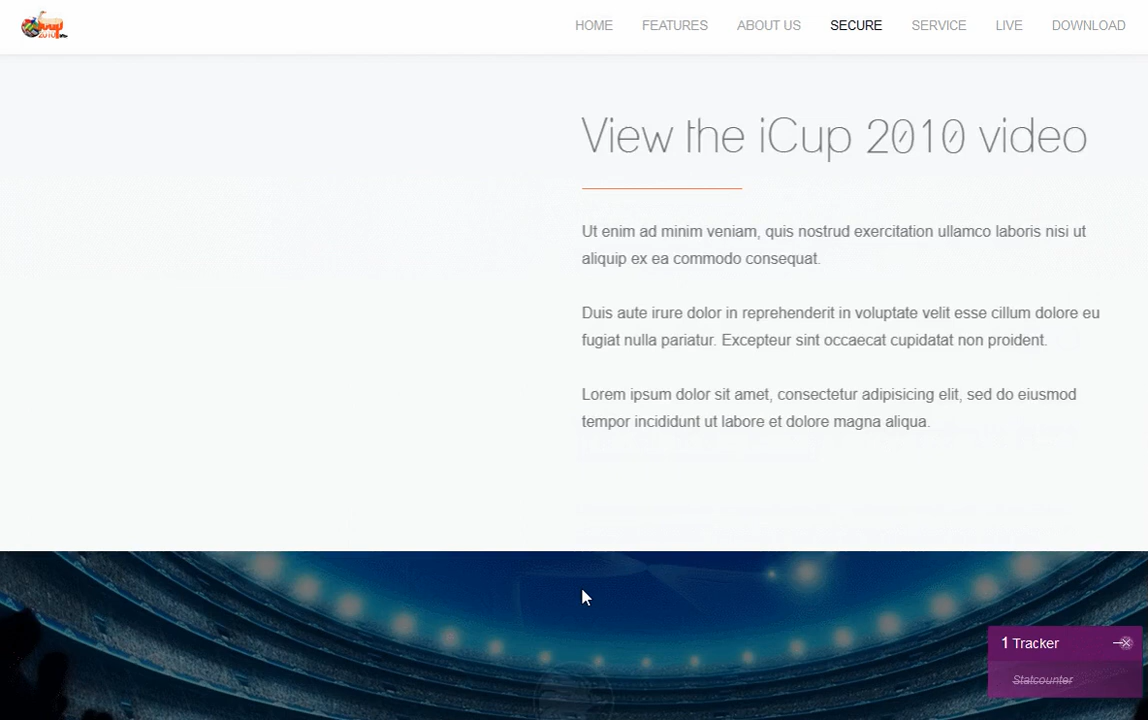 HOME FEATURES ABOUT US SECURE SERVICE LIVE DOWNLOAD
View the iCup 2010 video
Ut enim ad minim veniam, quis nostrud exercitation ullamco laboris nisi ut
aliquip ex ea commodo consequat.
Duis aute irure dolor in reprehenderit in voluptate velit esse cillum dolore eu
fugiat nulla pariatur. Excepteur sint occaecat cupidatat non proident.
Lorem ipsum dolor sit amet, consectetur adipisicing elit, sed do eiusmod
tempor incididunt ut labore et dolore magna aliqua.
1 Tracker
Statcounter